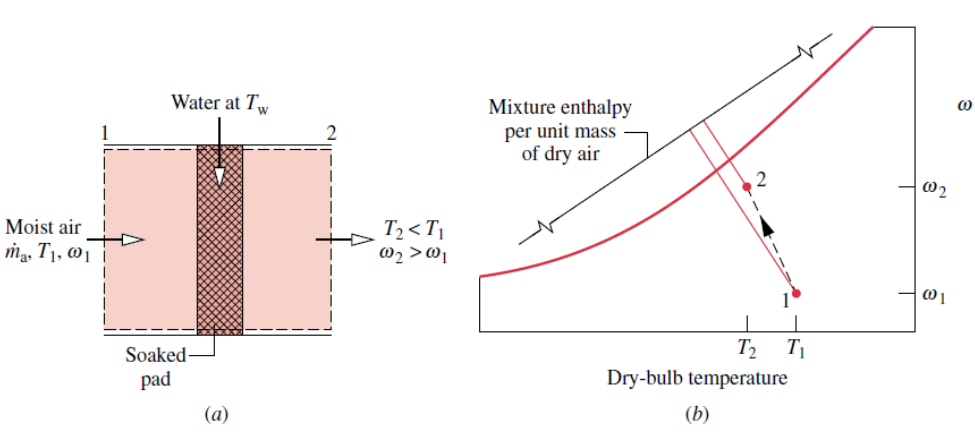 Water at T_w
1
2
Moist air
ṁ_a, T_1, ω_1
T_2 < T_1
ω_2 > ω_1
Soaked
pad
(a)
Mixture enthalpy
per unit mass
of dry air
2
1
ω
ω_2
ω_1
T_2 T_1
Dry-bulb temperature
(b)